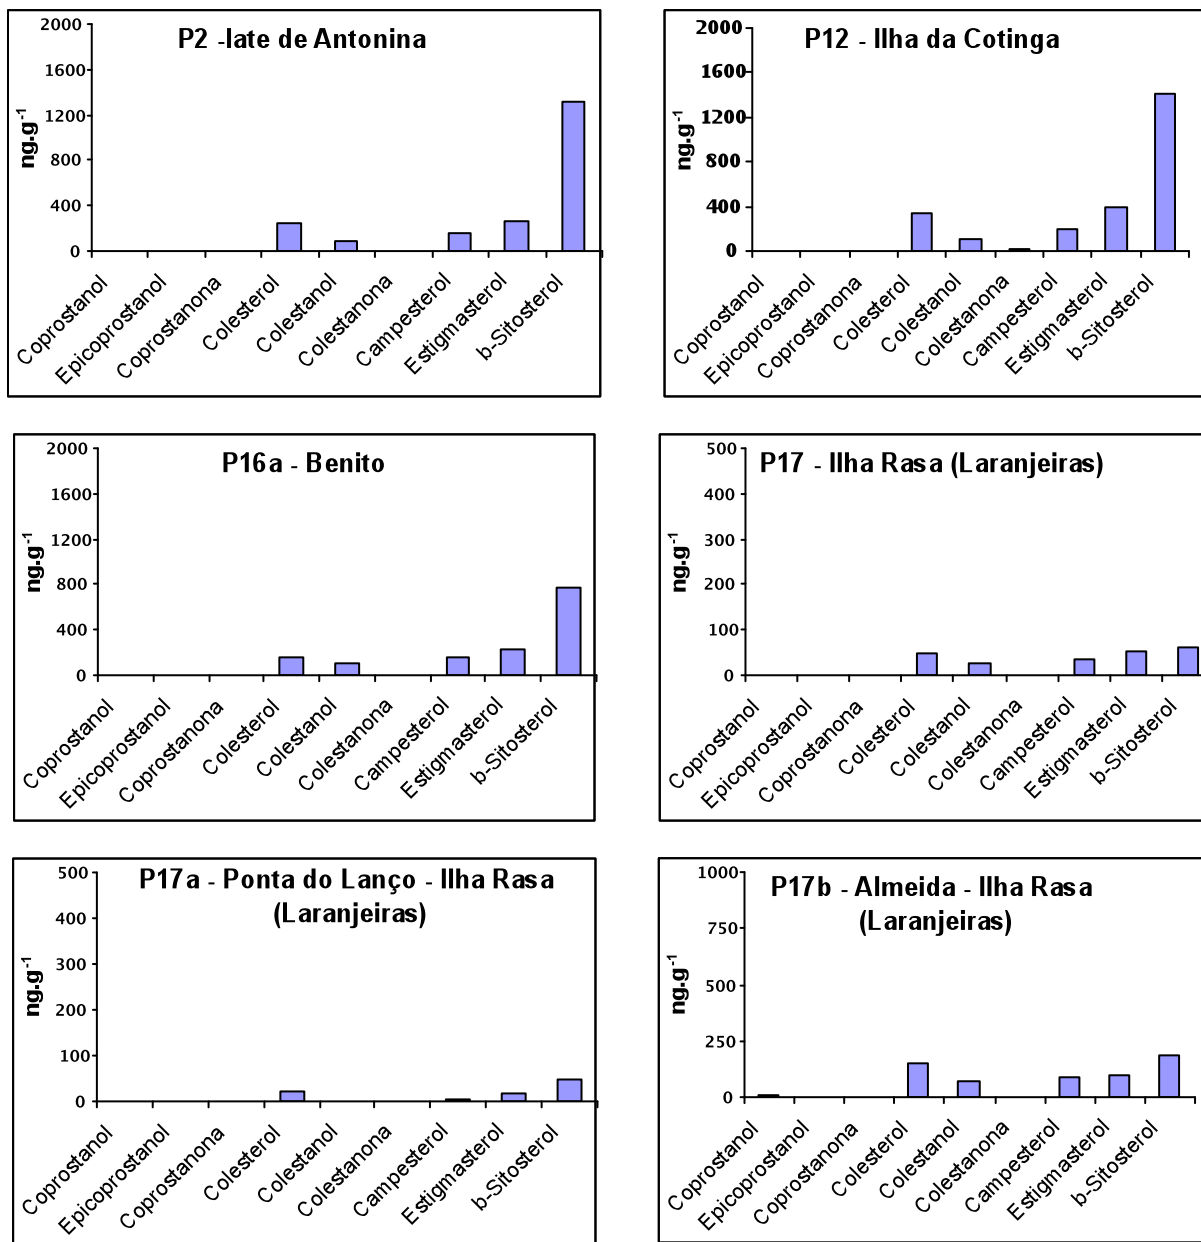 P2 -Iate de Antonina
ng.g-1
2000
1600
1200
800
400
0
Coprostanol
Epicoprostanol
Coprostanona
Colesterol
Colestanol
Colestanona
Campesterol
Estigmasterol
b-Sitosterol
P12 - Ilha da Cotinga
ng.g-1
2000
1600
1200
800
400
0
Coprostanol
Epicoprostanol
Coprostanona
Colesterol
Colestanol
Colestanona
Campesterol
Estigmasterol
b-Sitosterol
P16a - Benito
ng.g-1
2000
1600
1200
800
400
0
Coprostanol
Epicoprostanol
Coprostanona
Colesterol
Colestanol
Colestanona
Campesterol
Estigmasterol
b-Sitosterol
P17 - Ilha Rasa (Laranjeiras)
ng.g-1
500
400
300
200
100
0
Coprostanol
Epicoprostanol
Coprostanona
Colesterol
Colestanol
Colestanona
Campesterol
Estigmasterol
b-Sitosterol
P17a - Ponta do Lanço - Ilha Rasa
(Laranjeiras)
ng.g-1
500
400
300
200
100
0
Coprostanol
Epicoprostanol
Coprostanona
Colesterol
Colestanol
Colestanona
Campesterol
Estigmasterol
b-Sitosterol
P17b - Almeida - Ilha Rasa
(Laranjeiras)
ng.g-1
1000
750
500
250
0
Coprostanol
Epicoprostanol
Coprostanona
Colesterol
Colestanol
Colestanona
Campesterol
Estigmasterol
b-Sitosterol